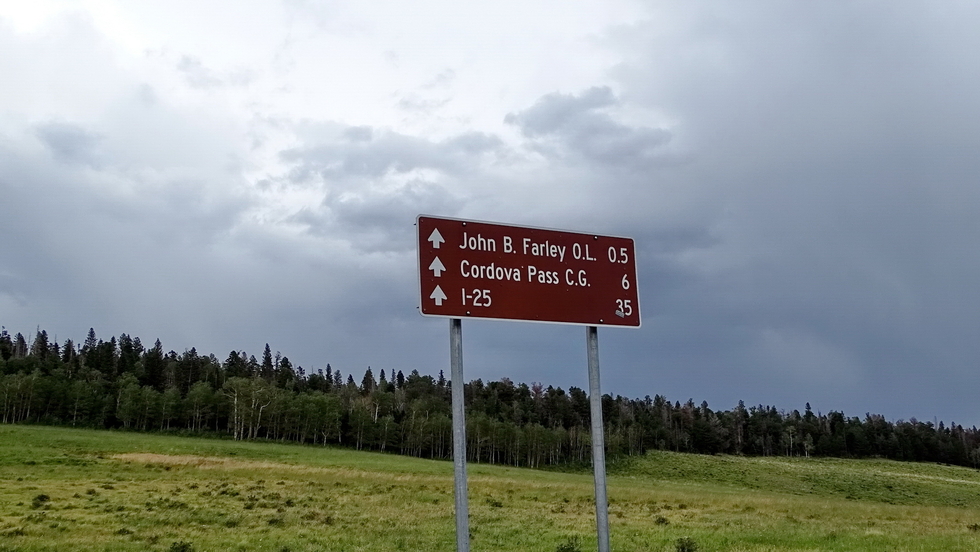 John B. Farley O.L. 0.5
Cordova Pass C.G. 6
I-25 35